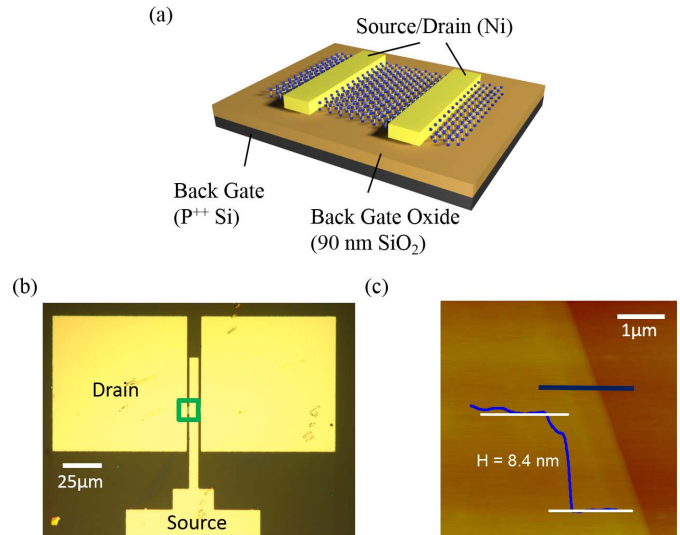 (a)
Source/Drain (Ni)
Back Gate
(P++ Si)
Back Gate Oxide
(90 nm SiO₂)
(b)
Drain
25μm
Source
(c)
1μm
H = 8.4 nm